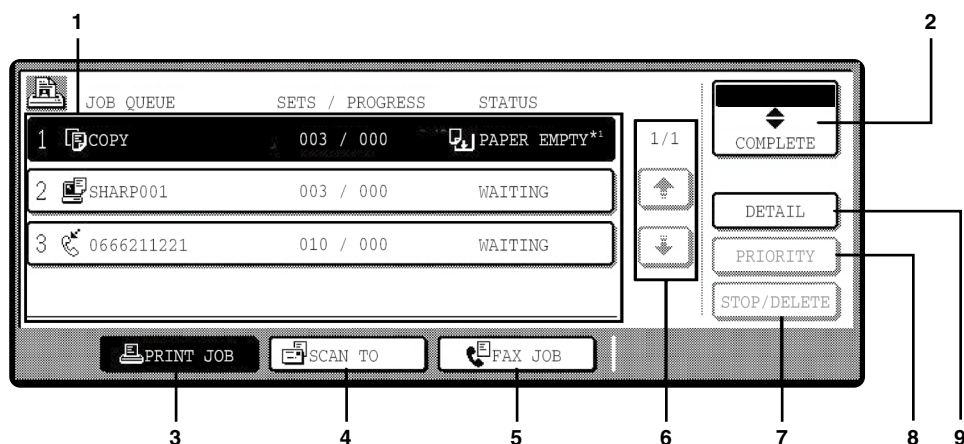 1 2
JOB QUEUE SETS / PROGRESS STATUS
1 COPY 003 / 000 PAPER EMPTY*1 1/1 COMPLETE
2 SHARP001 003 / 000 WAITING
DETAIL
3 0666211221 010 / 000 WAITING
PRIORITY
STOP/DELETE
PRINT JOB SCAN TO FAX JOB
3 4 5 6 7 8 9